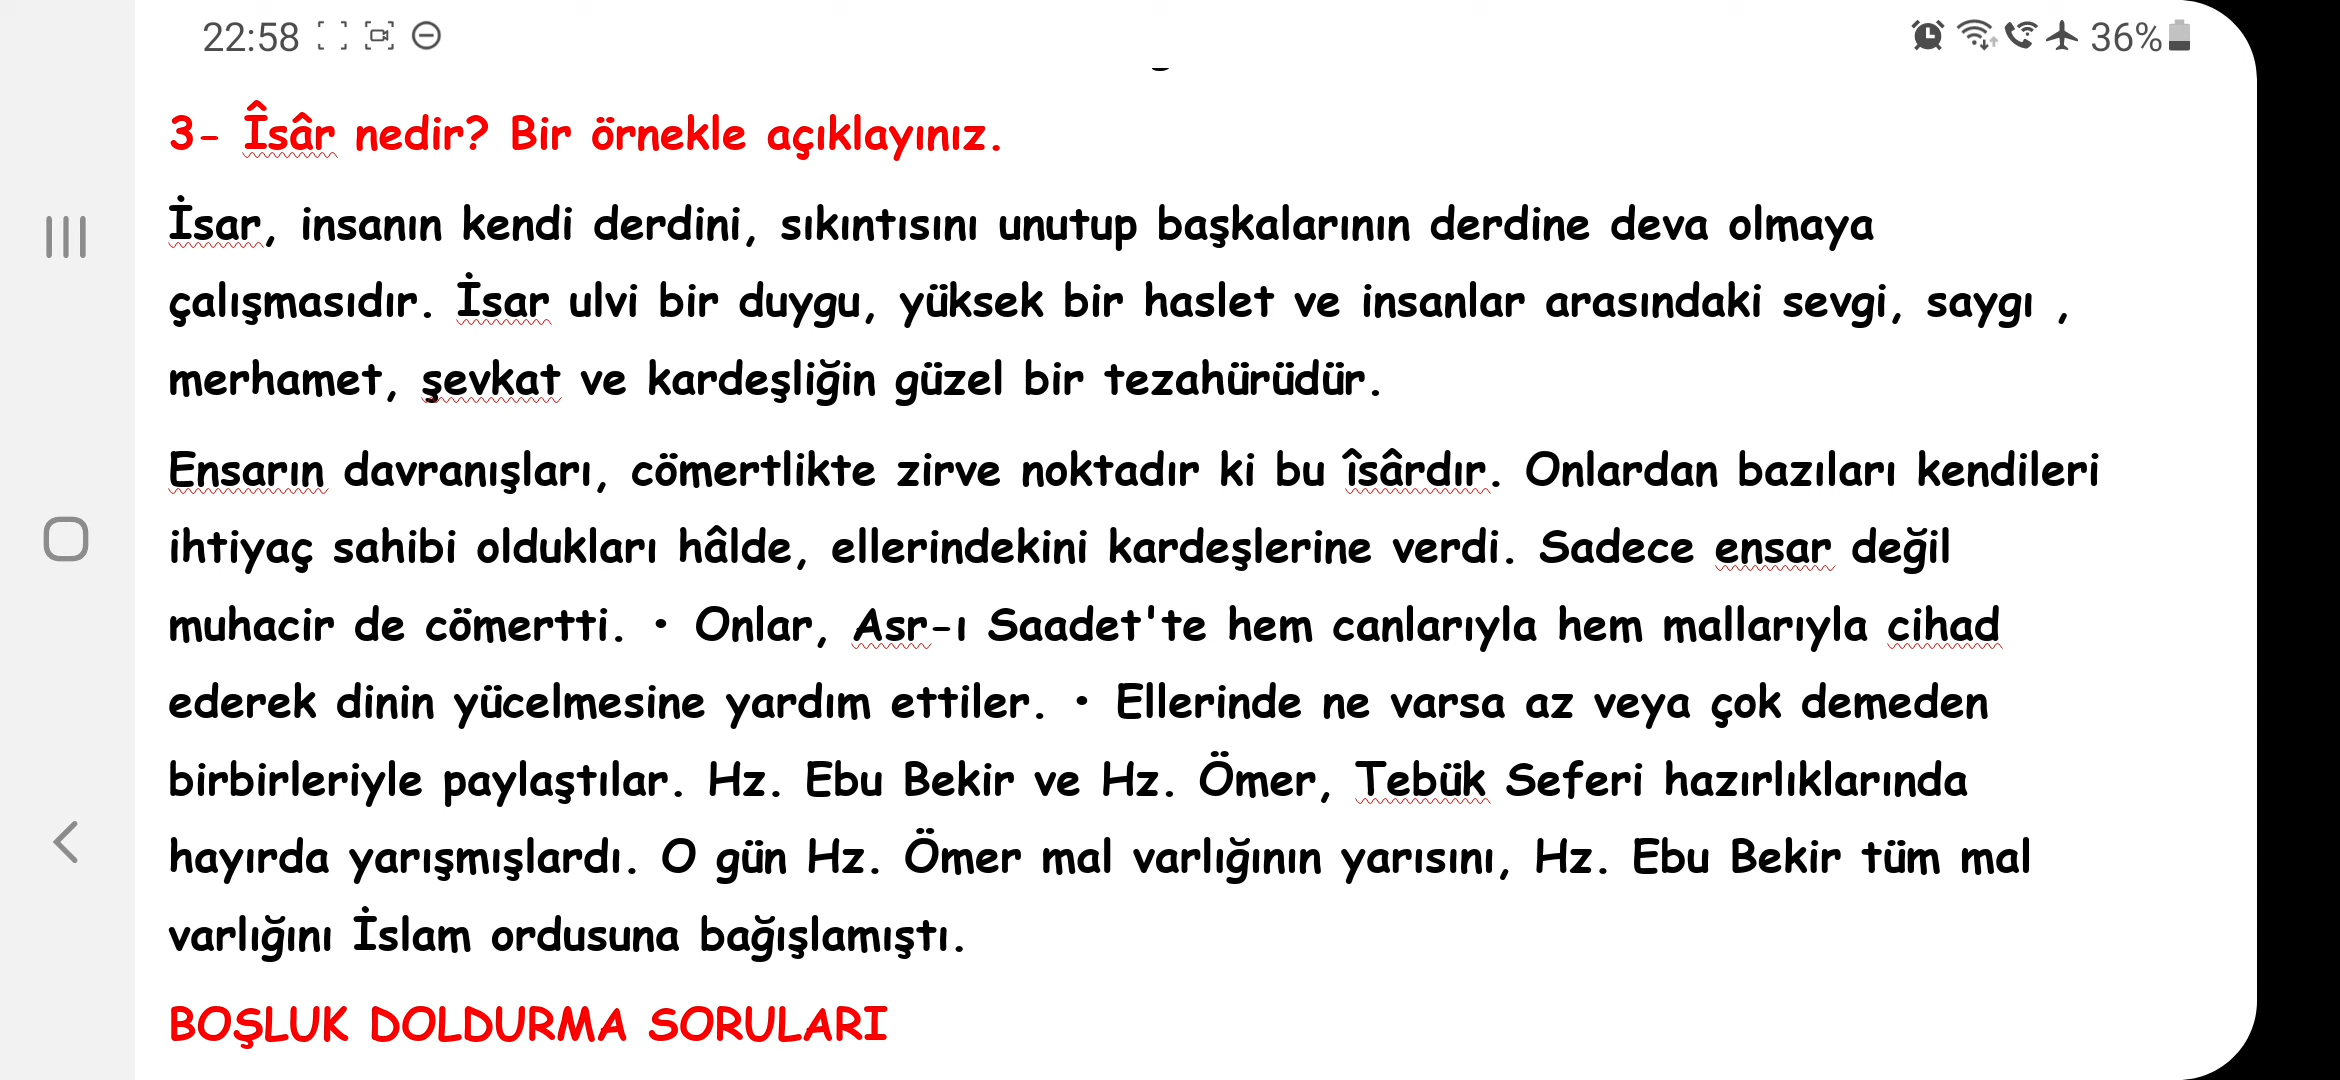 22:58
36%
3- Îsâr nedir? Bir örnekle açıklayınız.
İsar, insanın kendi derdini, sıkıntısını unutup başkalarının derdine deva olmaya
çalışmasıdır. İsar ulvi bir duygu, yüksek bir haslet ve insanlar arasındaki sevgi, saygı ,
merhamet, şevkat ve kardeşliğin güzel bir tezahürüdür.
Ensarın davranışları, cömertlikte zirve noktadır ki bu îsârdır. Onlardan bazıları kendileri
ihtiyaç sahibi oldukları hâlde, ellerindekini kardeşlerine verdi. Sadece ensar değil
muhacir de cömertti. • Onlar, Asr-ı Saadet'te hem canlarıyla hem mallarıyla cihad
ederek dinin yücelmesine yardım ettiler. • Ellerinde ne varsa az veya çok demeden
birbirleriyle paylaştılar. Hz. Ebu Bekir ve Hz. Ömer, Tebük Seferi hazırlıklarında
hayırda yarışmışlardı. O gün Hz. Ömer mal varlığının yarısını, Hz. Ebu Bekir tüm mal
varlığını İslam ordusuna bağışlamıştı.
BOŞLUK DOLDURMA SORULARI